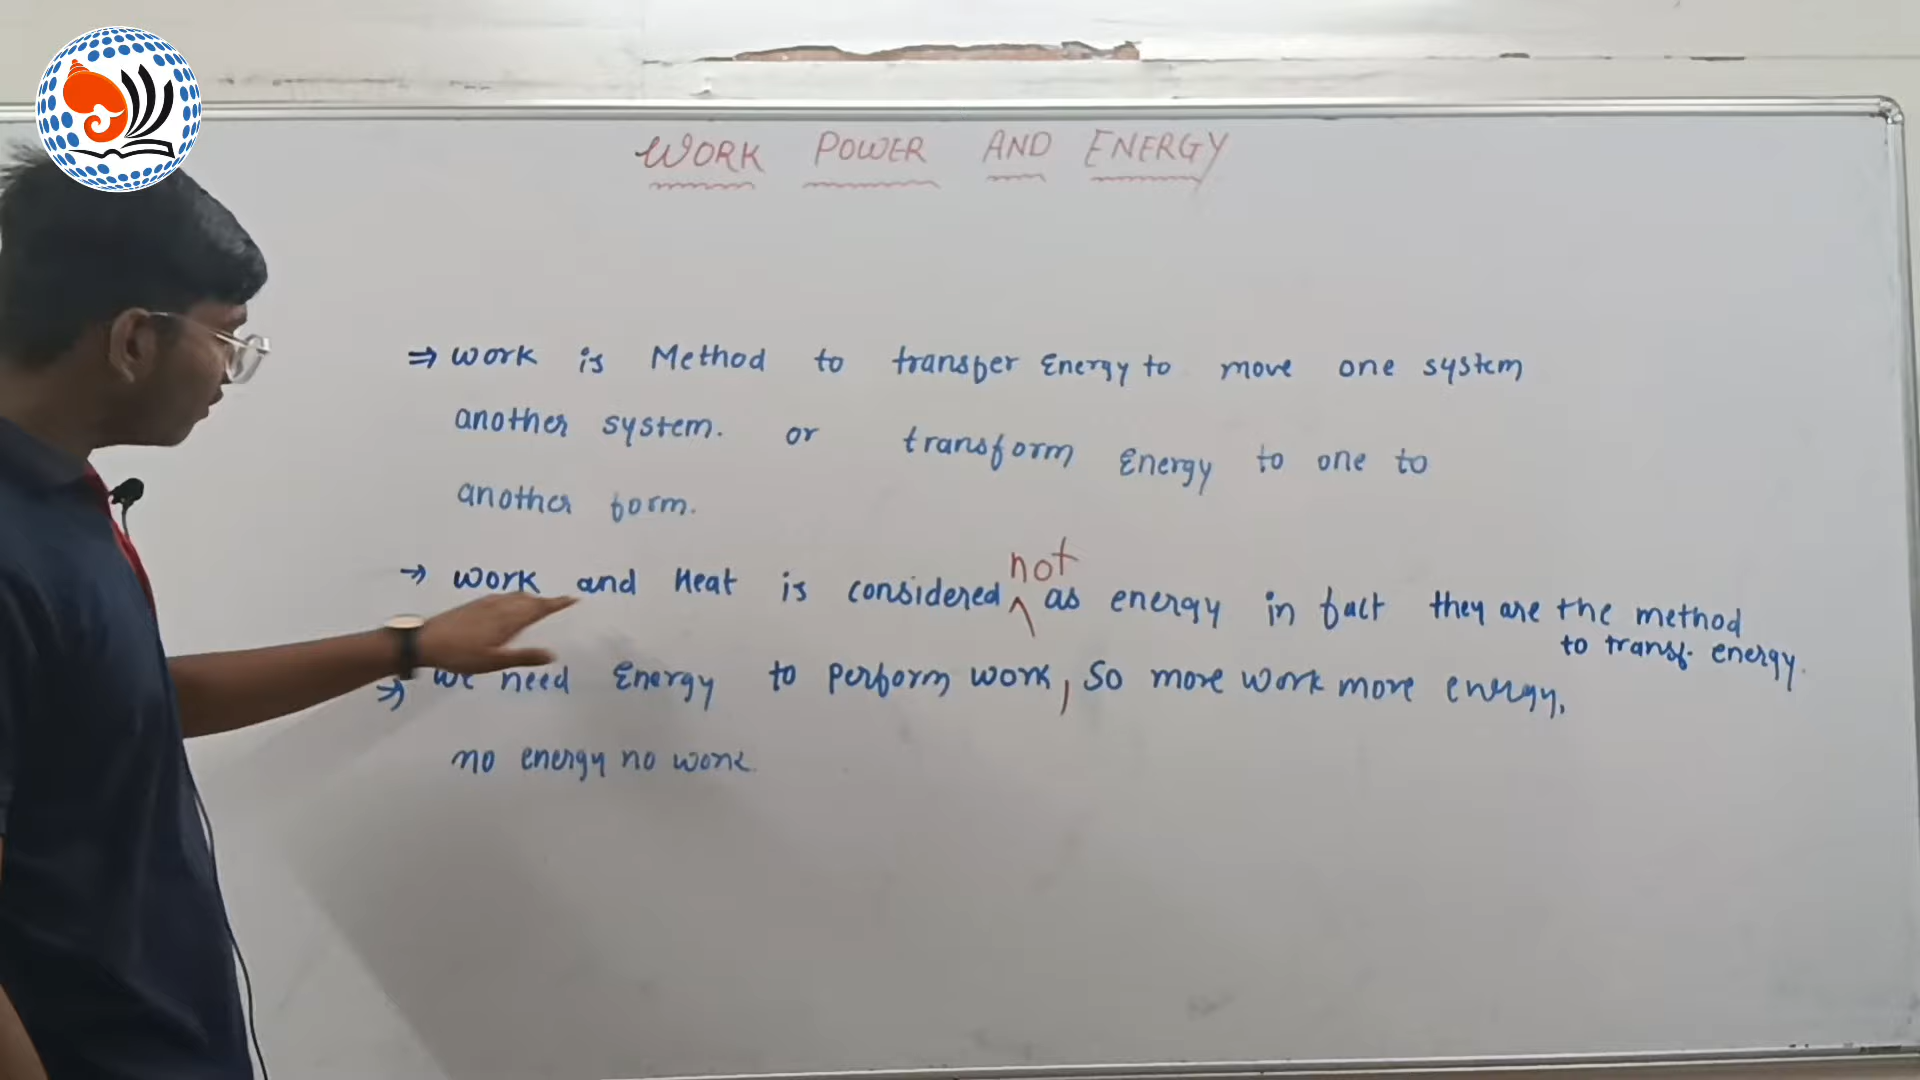 WORK POWER AND ENERGY
⇒ work is Method to transfer Energy to move one system
another system. or transform Energy to one to
another form.
not
→ work and Heat is considered ^ as energy in fact they are the method
to transf. energy.
⇒ we need Energy to perform work, so more work more energy,
no energy no work.